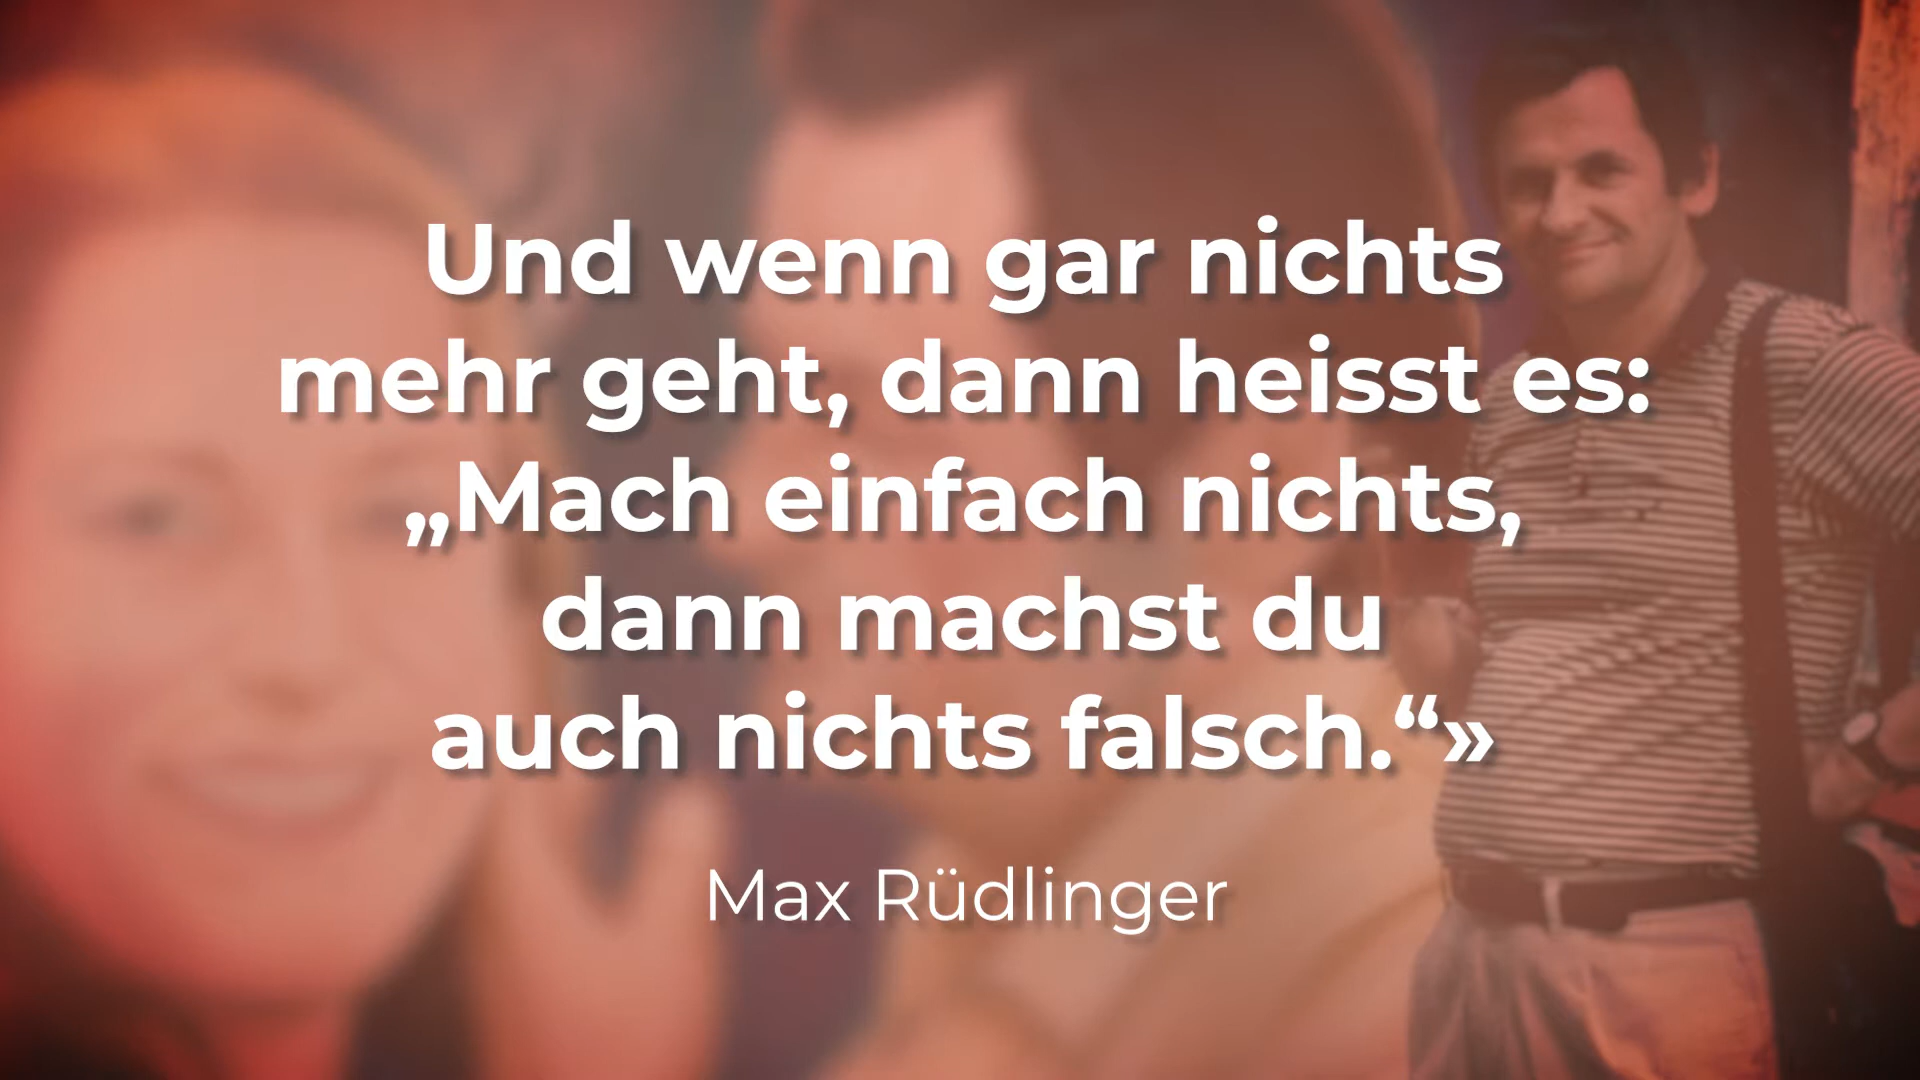 Und wenn gar nichts
mehr geht, dann heisst es:
„Mach einfach nichts,
dann machst du
auch nichts falsch.“»
Max Rüdlinger